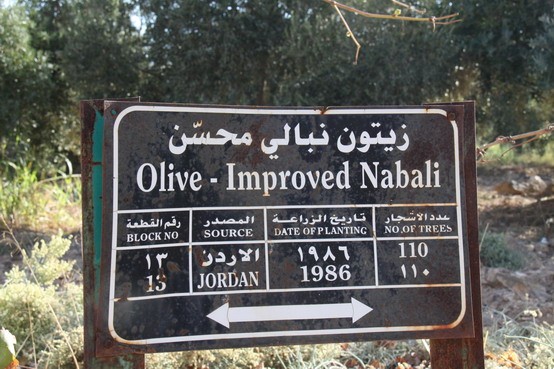 زيتون نبالي محسّن
Olive - Improved Nabali
رقم القطعة المصدر تاريخ الزراعة عدد الاشجار
BLOCK NO SOURCE DATE OF PLANTING NO. OF TREES
١٣ الاردن ١٩٨٦ 110
13 JORDAN 1986 ١١٠